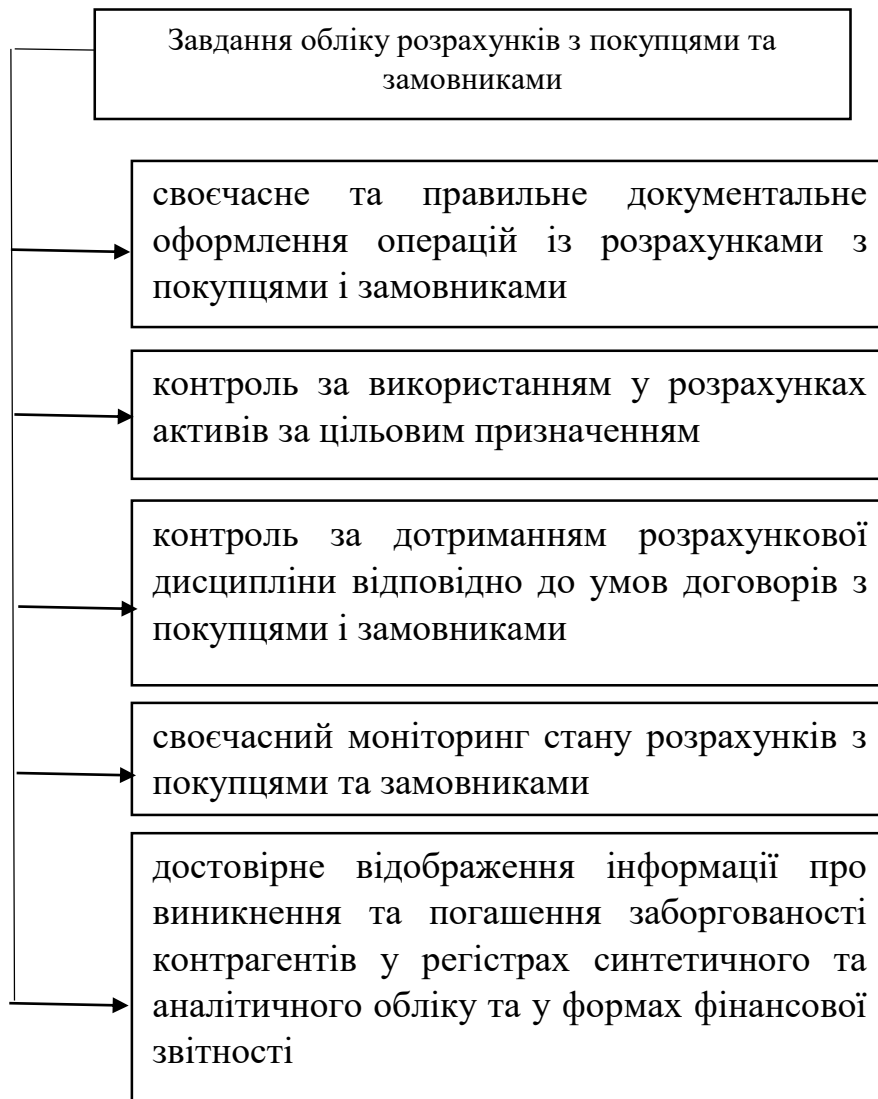 Завдання обліку розрахунків з покупцями та
замовниками
своєчасне та правильне документальне
оформлення операцій із розрахунками з
покупцями і замовниками
контроль за використанням у розрахунках
активів за цільовим призначенням
контроль за дотриманням розрахункової
дисципліни відповідно до умов договорів з
покупцями і замовниками
своєчасний моніторинг стану розрахунків з
покупцями та замовниками
достовірне відображення інформації про
виникнення та погашення заборгованості
контрагентів у регістрах синтетичного та
аналітичного обліку та у формах фінансової
звітності